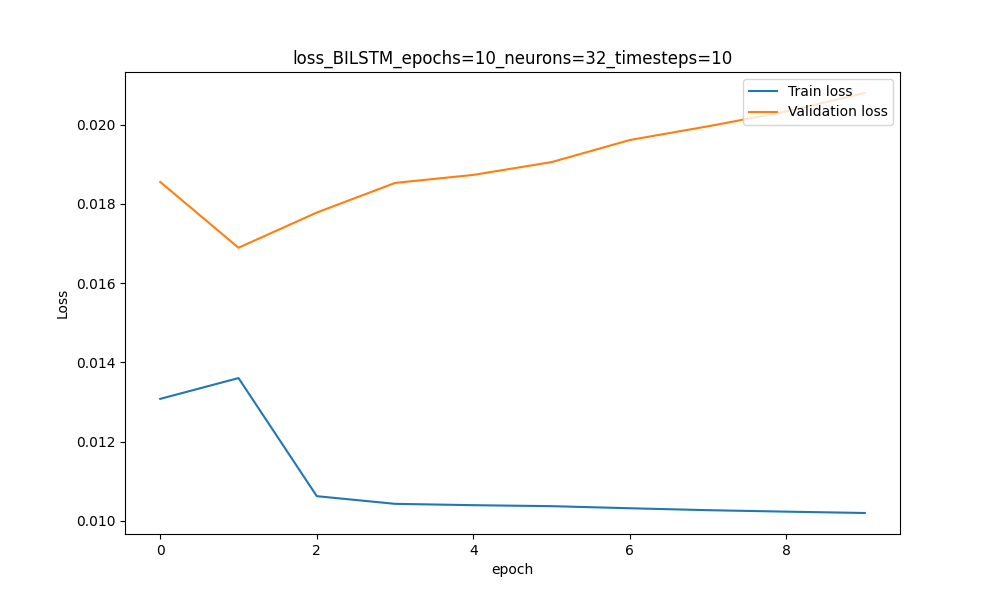 loss_BILSTM_epochs=10_neurons=32_timesteps=10
Train loss
Validation loss
0.020
0.018
0.016
0.014
0.012
0.010
Loss
0 2 4 6 8
epoch